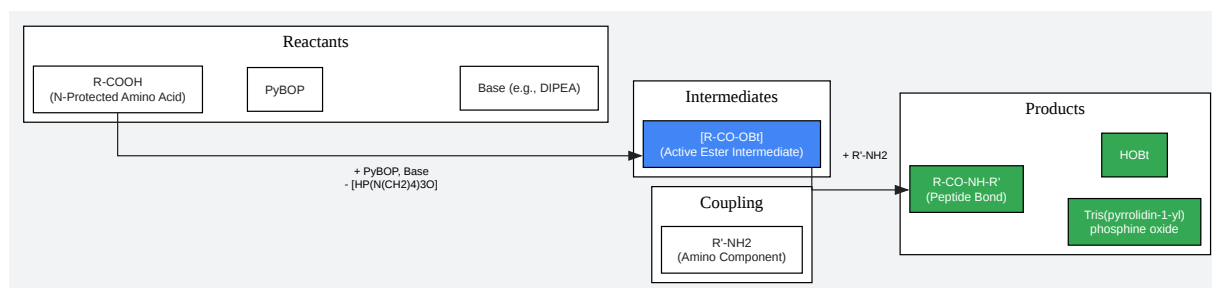 Reactants
R-COOH
(N-Protected Amino Acid)
PyBOP
Base (e.g., DIPEA)
+ PyBOP, Base
- [HP(N(CH2)4)3O]
Intermediates
[R-CO-OBt]
(Active Ester Intermediate)
Coupling
R'-NH2
(Amino Component)
+ R'-NH2
Products
HOBt
R-CO-NH-R'
(Peptide Bond)
Tris(pyrrolidin-1-yl)
phosphine oxide